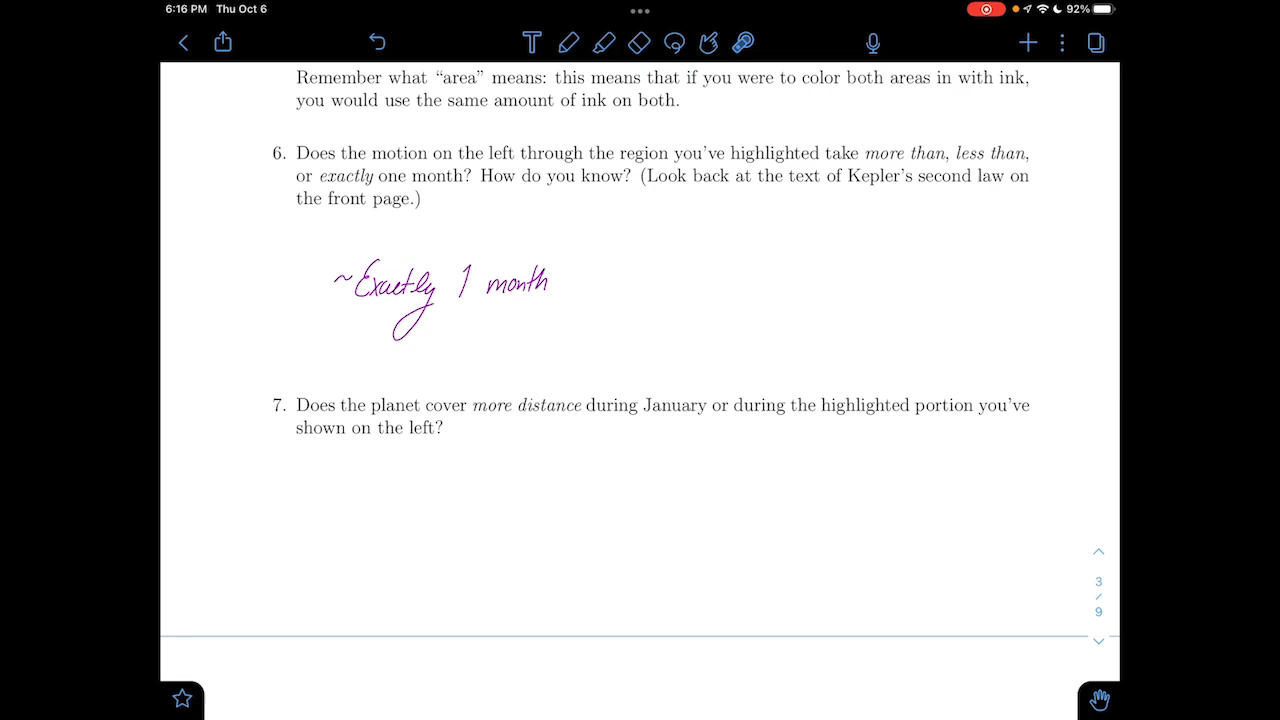 6:16 PM Thu Oct 6
92%
Remember what “area” means: this means that if you were to color both areas in with ink,
you would use the same amount of ink on both.
6. Does the motion on the left through the region you’ve highlighted take more than, less than,
or exactly one month? How do you know? (Look back at the text of Kepler’s second law on
the front page.)
~Exactly 1 month
7. Does the planet cover more distance during January or during the highlighted portion you’ve
shown on the left?
3
/
9